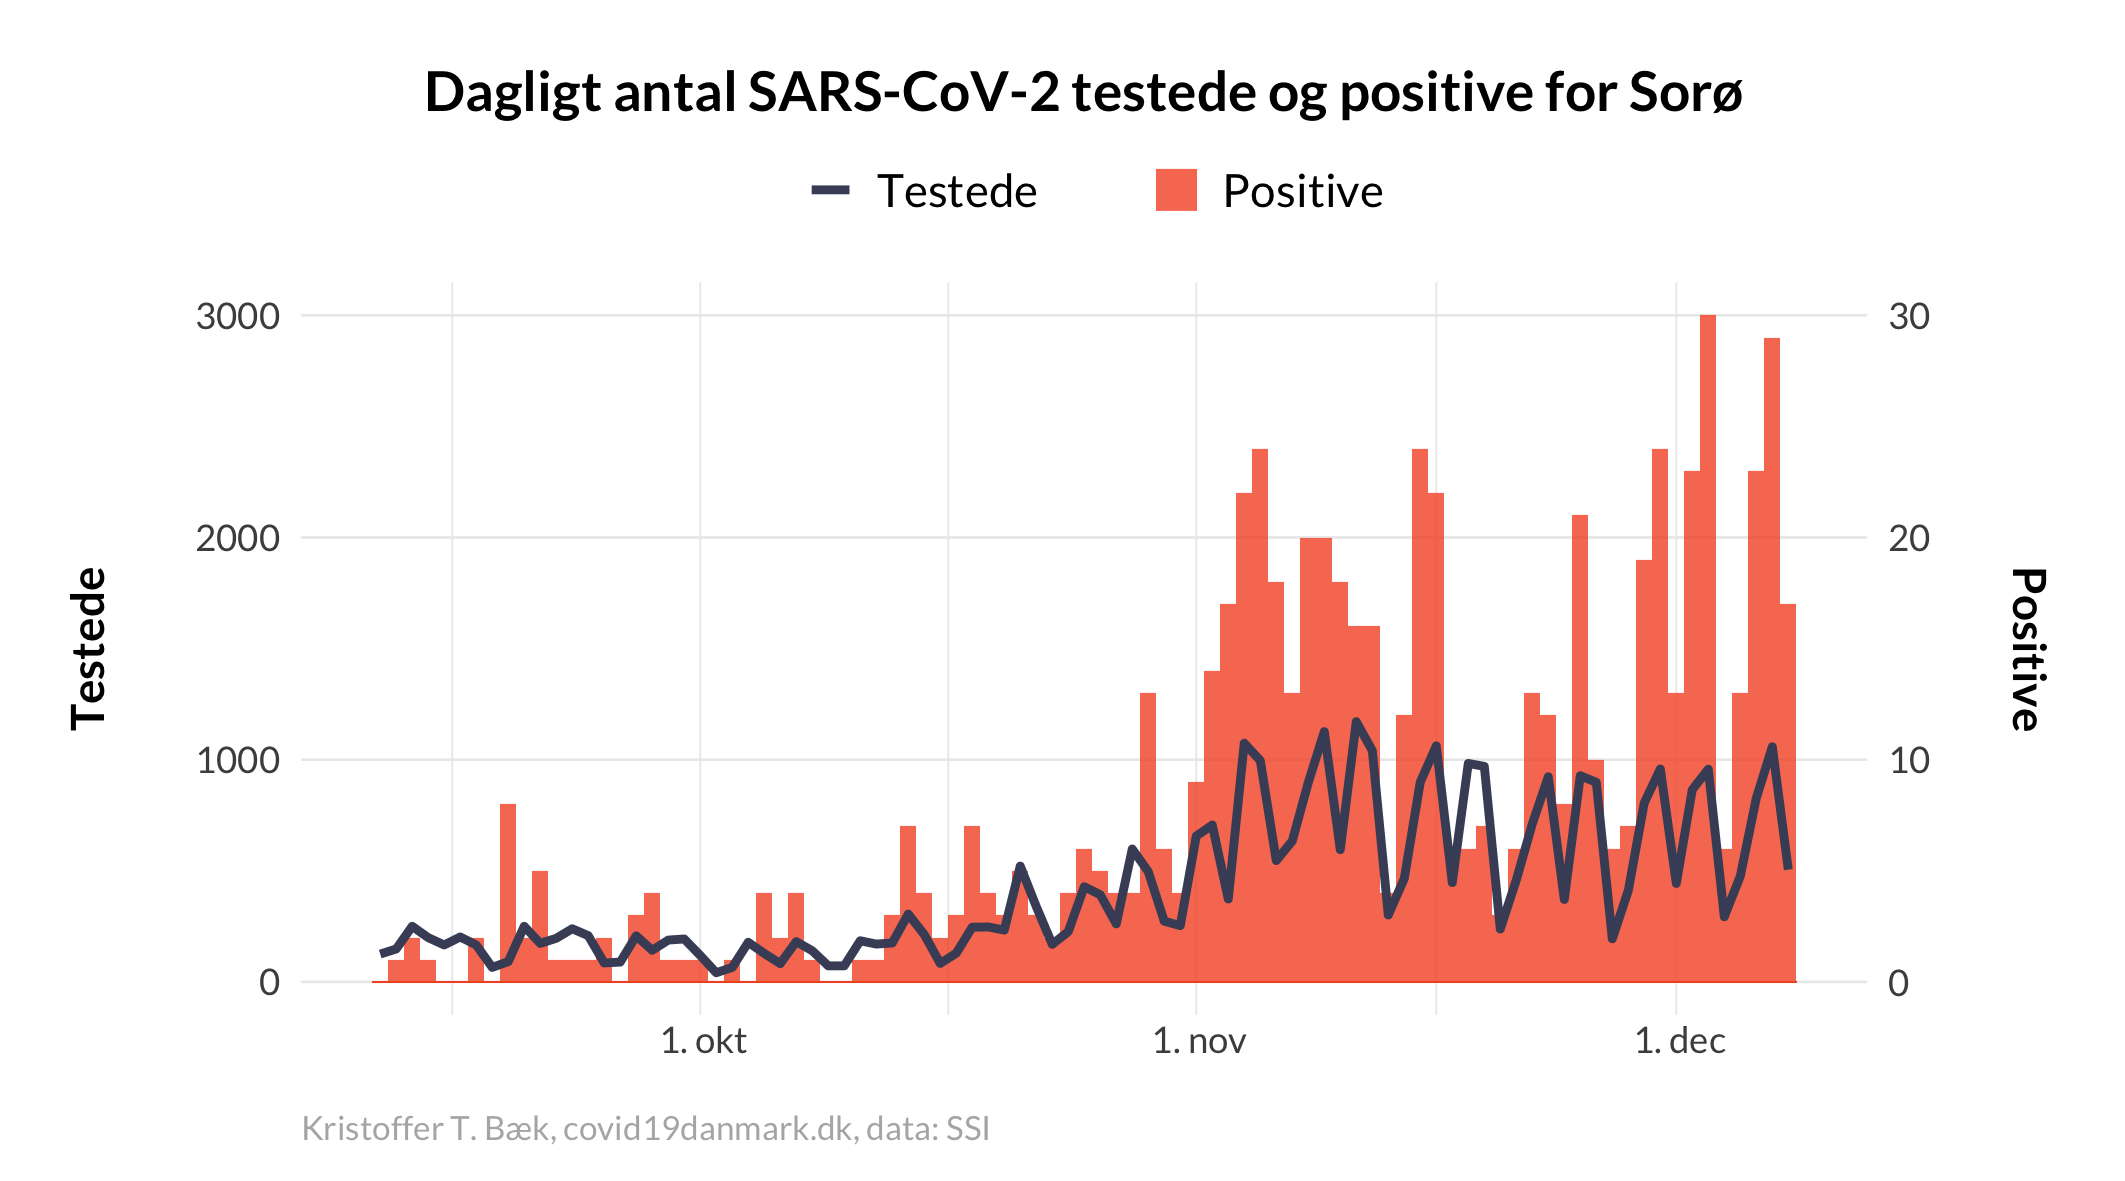 Dagligt antal SARS-CoV-2 testede og positive for Sorø
Testede
Positive
3000
2000
1000
0
30
20
10
0
Testede
Positive
1. okt
1. nov
1. dec
Kristoffer T. Bæk, covid19danmark.dk, data: SSI